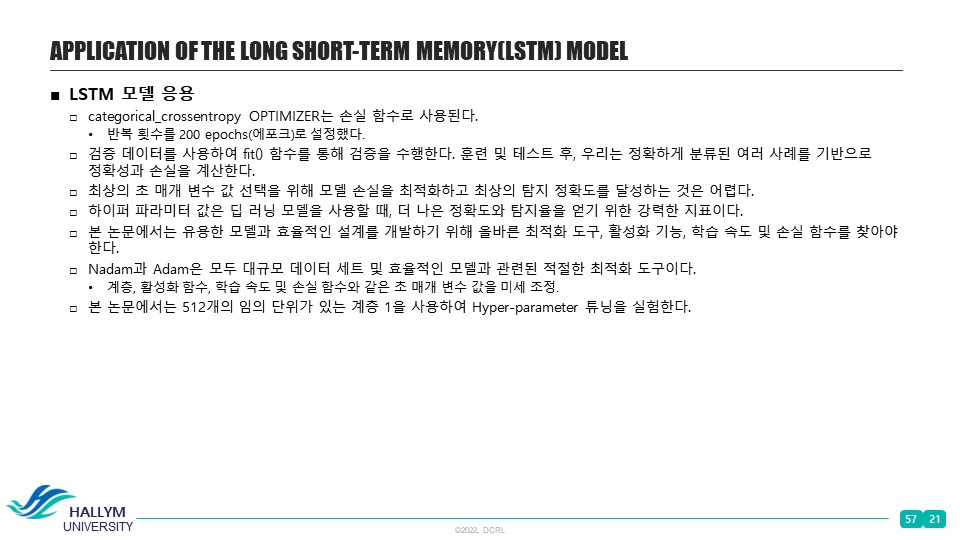 APPLICATION OF THE LONG SHORT-TERM MEMORY(LSTM) MODEL
■ LSTM 모델 응용
□ categorical_crossentropy OPTIMIZER는 손실 함수로 사용된다.
• 반복 횟수를 200 epochs(에포크)로 설정했다.
□ 검증 데이터를 사용하여 fit() 함수를 통해 검증을 수행한다. 훈련 및 테스트 후, 우리는 정확하게 분류된 여러 사례를 기반으로
정확성과 손실을 계산한다.
□ 최상의 초 매개 변수 값 선택을 위해 모델 손실을 최적화하고 최상의 탐지 정확도를 달성하는 것은 어렵다.
□ 하이퍼 파라미터 값은 딥 러닝 모델을 사용할 때, 더 나은 정확도와 탐지율을 얻기 위한 강력한 지표이다.
□ 본 논문에서는 유용한 모델과 효율적인 설계를 개발하기 위해 올바른 최적화 도구, 활성화 기능, 학습 속도 및 손실 함수를 찾아야
한다.
□ Nadam과 Adam은 모두 대규모 데이터 세트 및 효율적인 모델과 관련된 적절한 최적화 도구이다.
• 계층, 활성화 함수, 학습 속도 및 손실 함수와 같은 초 매개 변수 값을 미세 조정.
□ 본 논문에서는 512개의 임의 단위가 있는 계층 1을 사용하여 Hyper-parameter 튜닝을 실험한다.
HALLYM
UNIVERSITY
©2022, DCRL
57 21